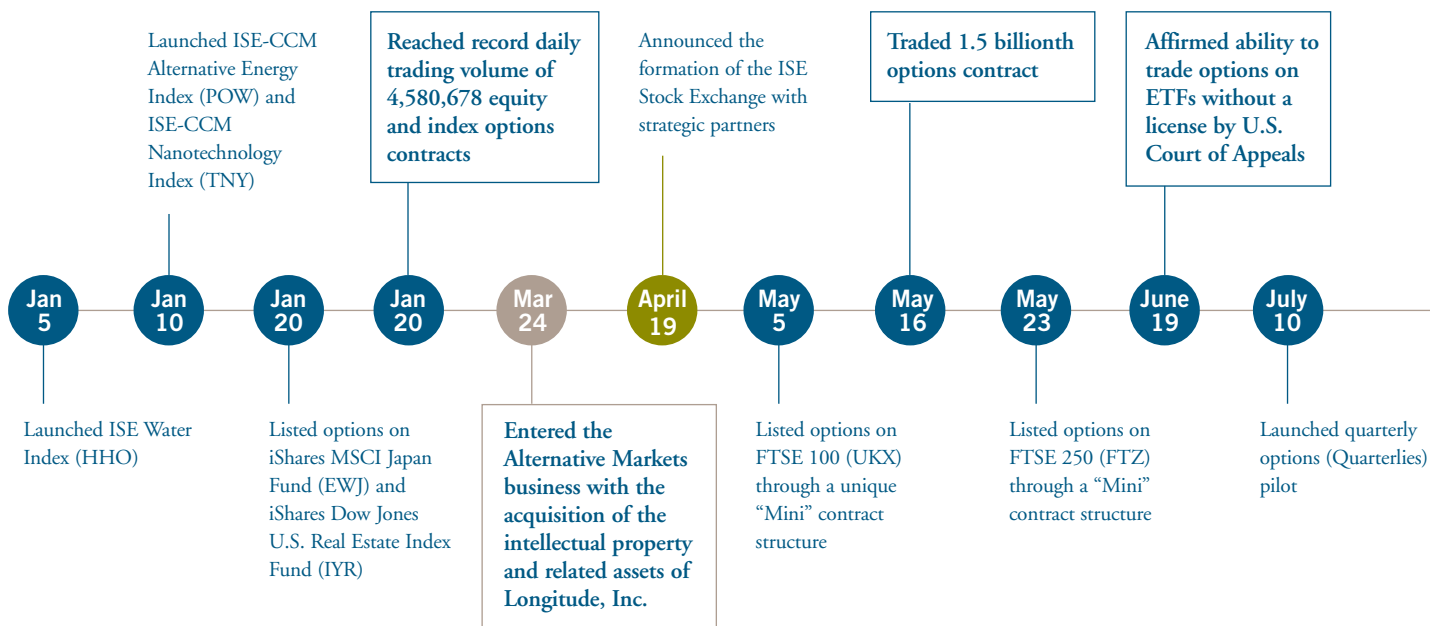 Launched ISE-CCM
Alternative Energy
Index (POW) and
ISE-CCM
Nanotechnology
Index (TNY)
Reached record daily
trading volume of
4,580,678 equity
and index options
contracts
Announced the
formation of the ISE
Stock Exchange with
strategic partners
Traded 1.5 billionth
options contract
Affirmed ability to
trade options on
ETFs without a
license by U.S.
Court of Appeals
Jan
5
Jan
10
Jan
20
Jan
20
Mar
24
April
19
May
5
May
16
May
23
June
19
July
10
Launched ISE Water
Index (HHO)
Listed options on
iShares MSCI Japan
Fund (EWJ) and
iShares Dow Jones
U.S. Real Estate Index
Fund (IYR)
Entered the
Alternative Markets
business with the
acquisition of the
intellectual property
and related assets of
Longitude, Inc.
Listed options on
FTSE 100 (UKX)
through a unique
“Mini” contract
structure
Listed options on
FTSE 250 (FTZ)
through a “Mini”
contract structure
Launched quarterly
options (Quarterlies)
pilot